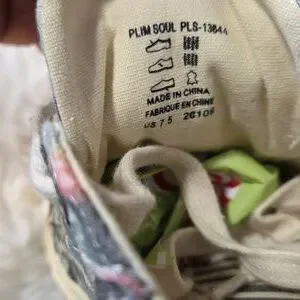 PLIM SOUL PLS-13844
MADE IN CHINA
FABRIQUE EN CHINE
US 7.5